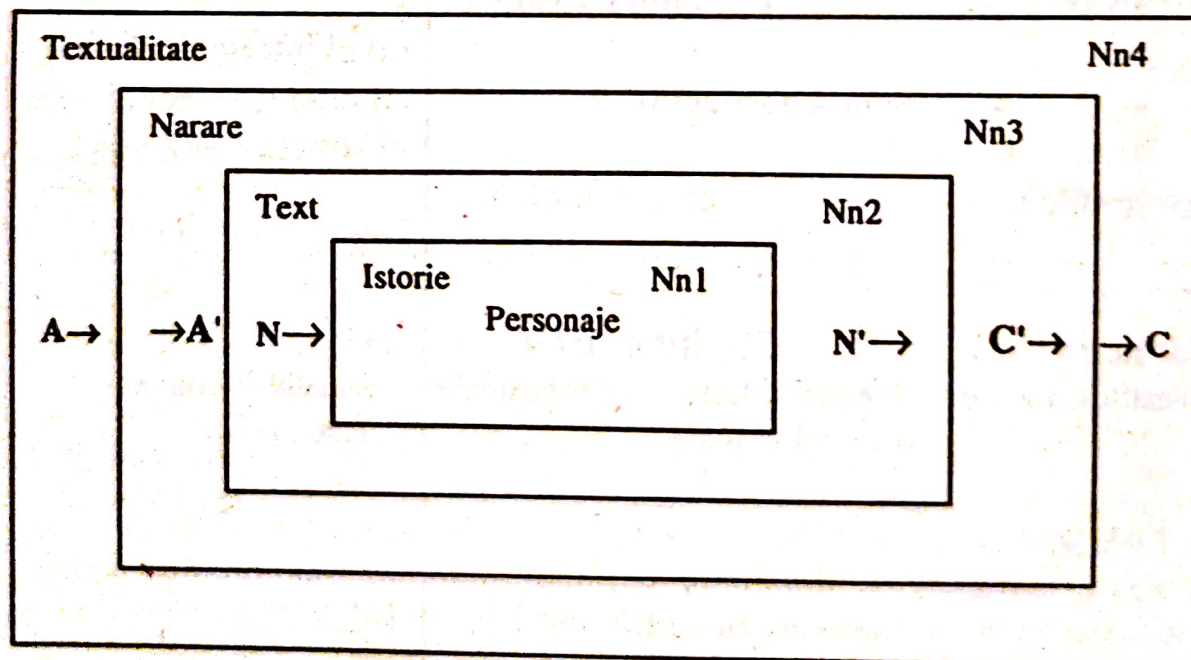 Textualitate Nn4
Narare Nn3
Text Nn2
Istorie Nn1
Personaje
A→ →A' N→ N'→ C'→ →C